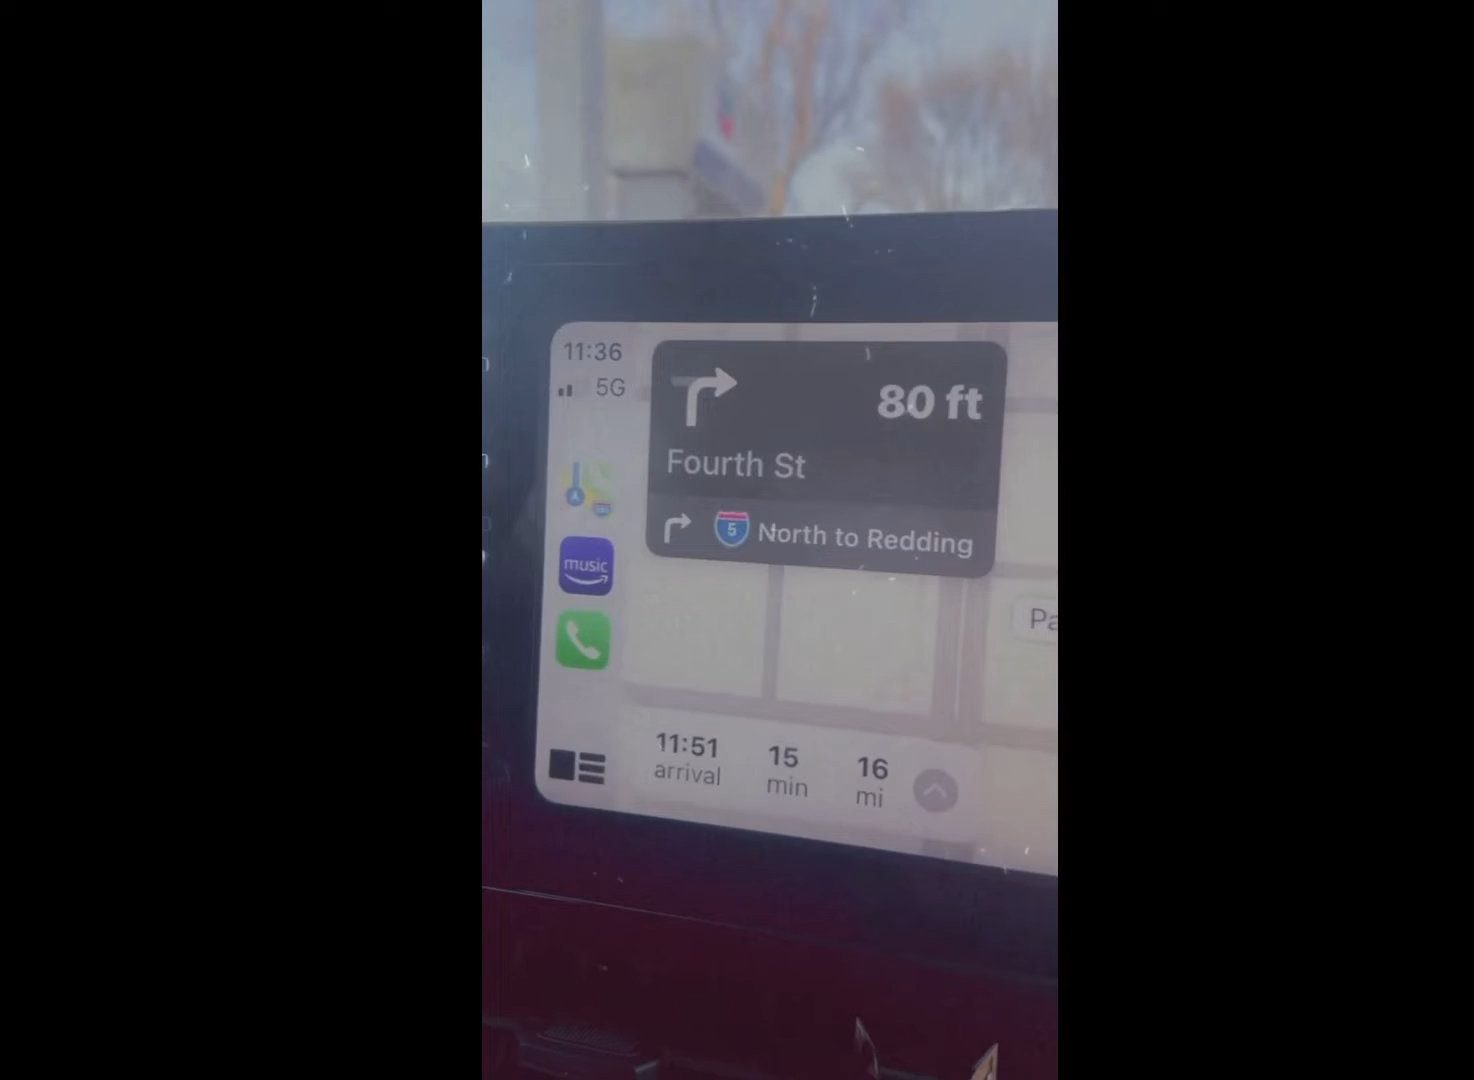 11:36
5G
80 ft
Fourth St
5 North to Redding
music
Pa
11:51 15 16
arrival min mi